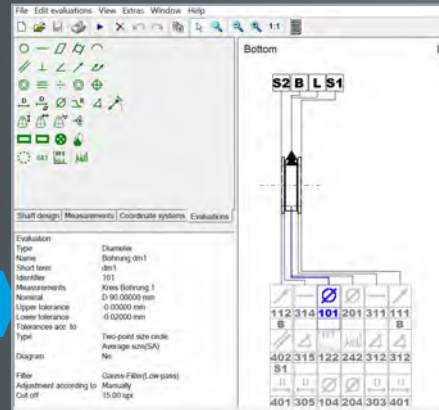 File Edit evaluations View Extras Window Help
1:1
Bottom
S2 B L S1
SET
Shaft design Measurements Coordinate systems Evaluations
Evaluation
Type Diameter
Name Bohrung dm1
Short term dm1
Identifier 101
Measurements Kreis Bohrung 1
Nominal D 90.00000 mm
Upper tolerance -0.00000 mm
Lower tolerance -0.02000 mm
Tolerances acc. to
Type Two-point size circle
Average size(SA)
Diagram No
Filter Gauss-Filter(Low-pass)
Adjustment according to Manually
Cut off 15.00 upr
112 314 101 201 311 111
B B
402 315 122 242 312 312
S1
401 305 104 204 303 401